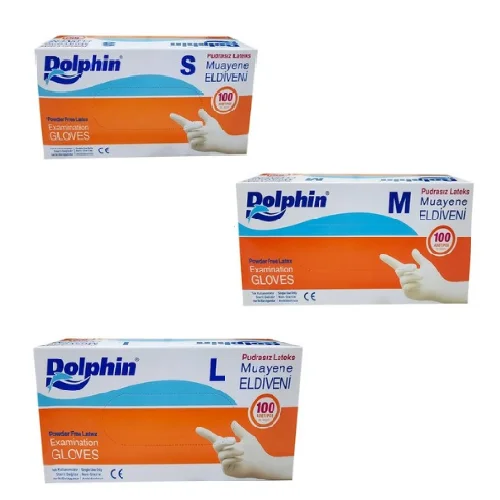 Dolphin®
S
Pudrasız Lateks
Muayene
ELDİVENİ
100
Powder Free Latex
Examination
GLOVES
CE
Dolphin®
M
Pudrasız Lateks
Muayene
ELDİVENİ
100
Powder Free Latex
Examination
GLOVES
CE
Dolphin®
L
Pudrasız Lateks
Muayene
ELDİVENİ
100
Powder Free Latex
Examination
GLOVES
CE